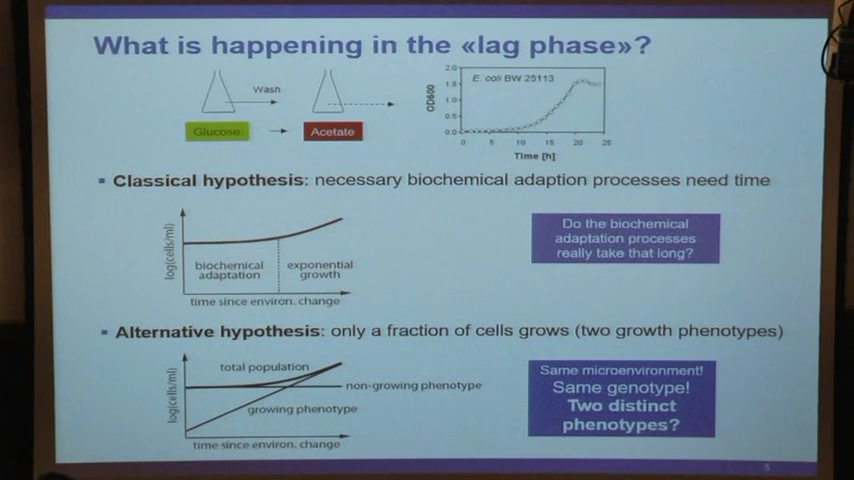 What is happening in the «lag phase»?
Wash
Glucose
Acetate
OD600
2.0
1.5
1.0
0.5
0.0
E. coli BW 25113
0 5 10 15 20 25
Time [h]
Classical hypothesis: necessary biochemical adaption processes need time
log(cells/ml)
biochemical
adaptation
exponential
growth
time since environ. change
Do the biochemical
adaptation processes
really take that long?
Alternative hypothesis: only a fraction of cells grows (two growth phenotypes)
log(cells/ml)
total population
non-growing phenotype
growing phenotype
time since environ. change
Same microenvironment!
Same genotype!
Two distinct
phenotypes?
5